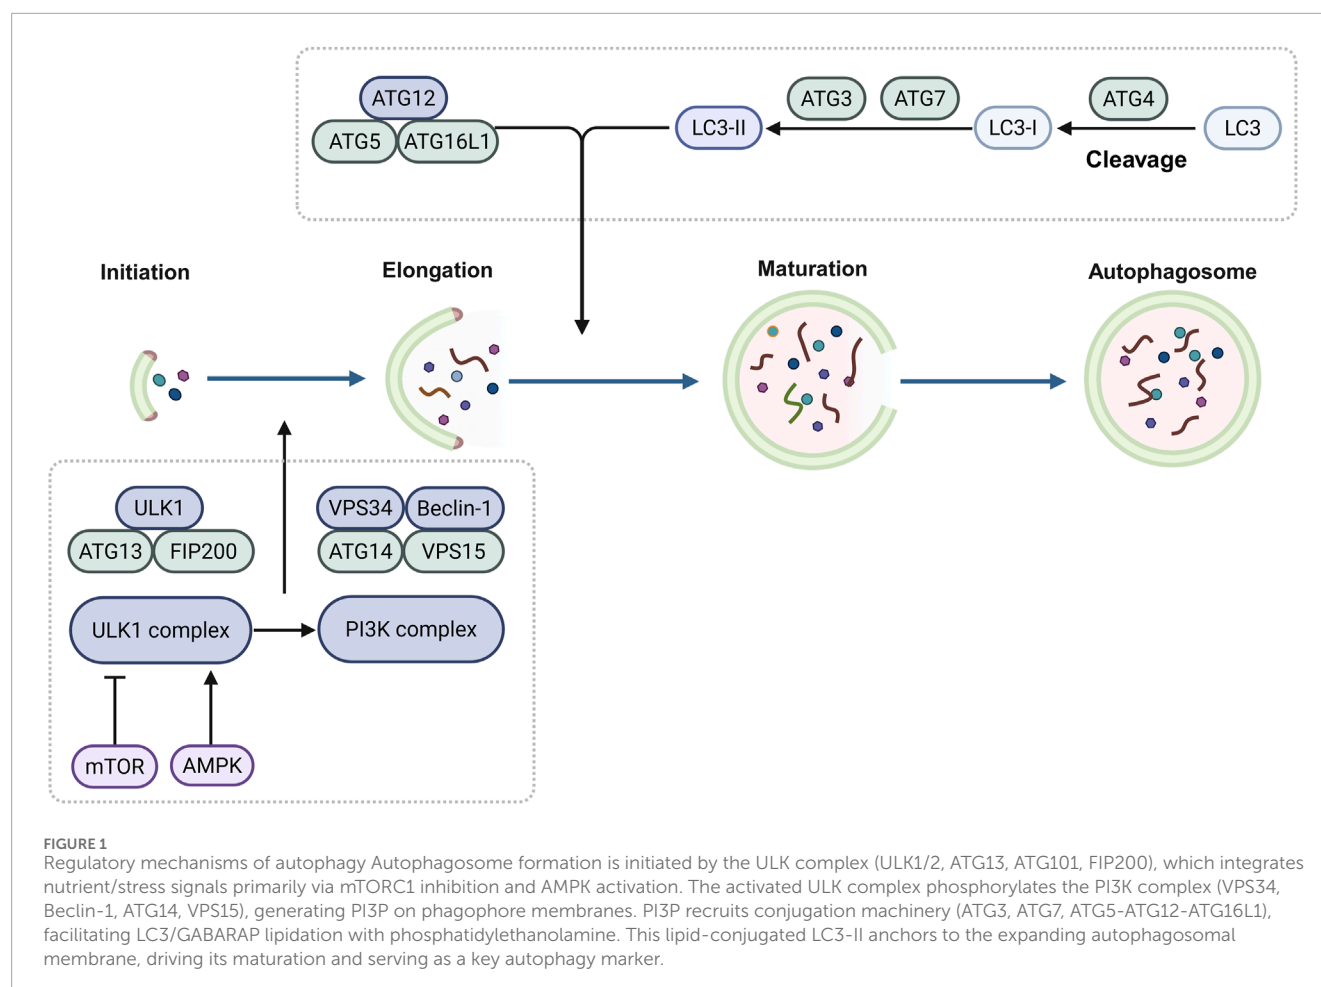 ATG12
ATG5
ATG16L1
LC3-II
ATG3
ATG7
LC3-I
ATG4
LC3
Cleavage
Initiation
Elongation
Maturation
Autophagosome
ULK1
ATG13
FIP200
VPS34
Beclin-1
ATG14
VPS15
ULK1 complex
PI3K complex
mTOR
AMPK
FIGURE 1
Regulatory mechanisms of autophagy Autophagosome formation is initiated by the ULK complex (ULK1/2, ATG13, ATG101, FIP200), which integrates
nutrient/stress signals primarily via mTORC1 inhibition and AMPK activation. The activated ULK complex phosphorylates the PI3K complex (VPS34,
Beclin-1, ATG14, VPS15), generating PI3P on phagophore membranes. PI3P recruits conjugation machinery (ATG3, ATG7, ATG5-ATG12-ATG16L1),
facilitating LC3/GABARAP lipidation with phosphatidylethanolamine. This lipid-conjugated LC3-II anchors to the expanding autophagosomal
membrane, driving its maturation and serving as a key autophagy marker.